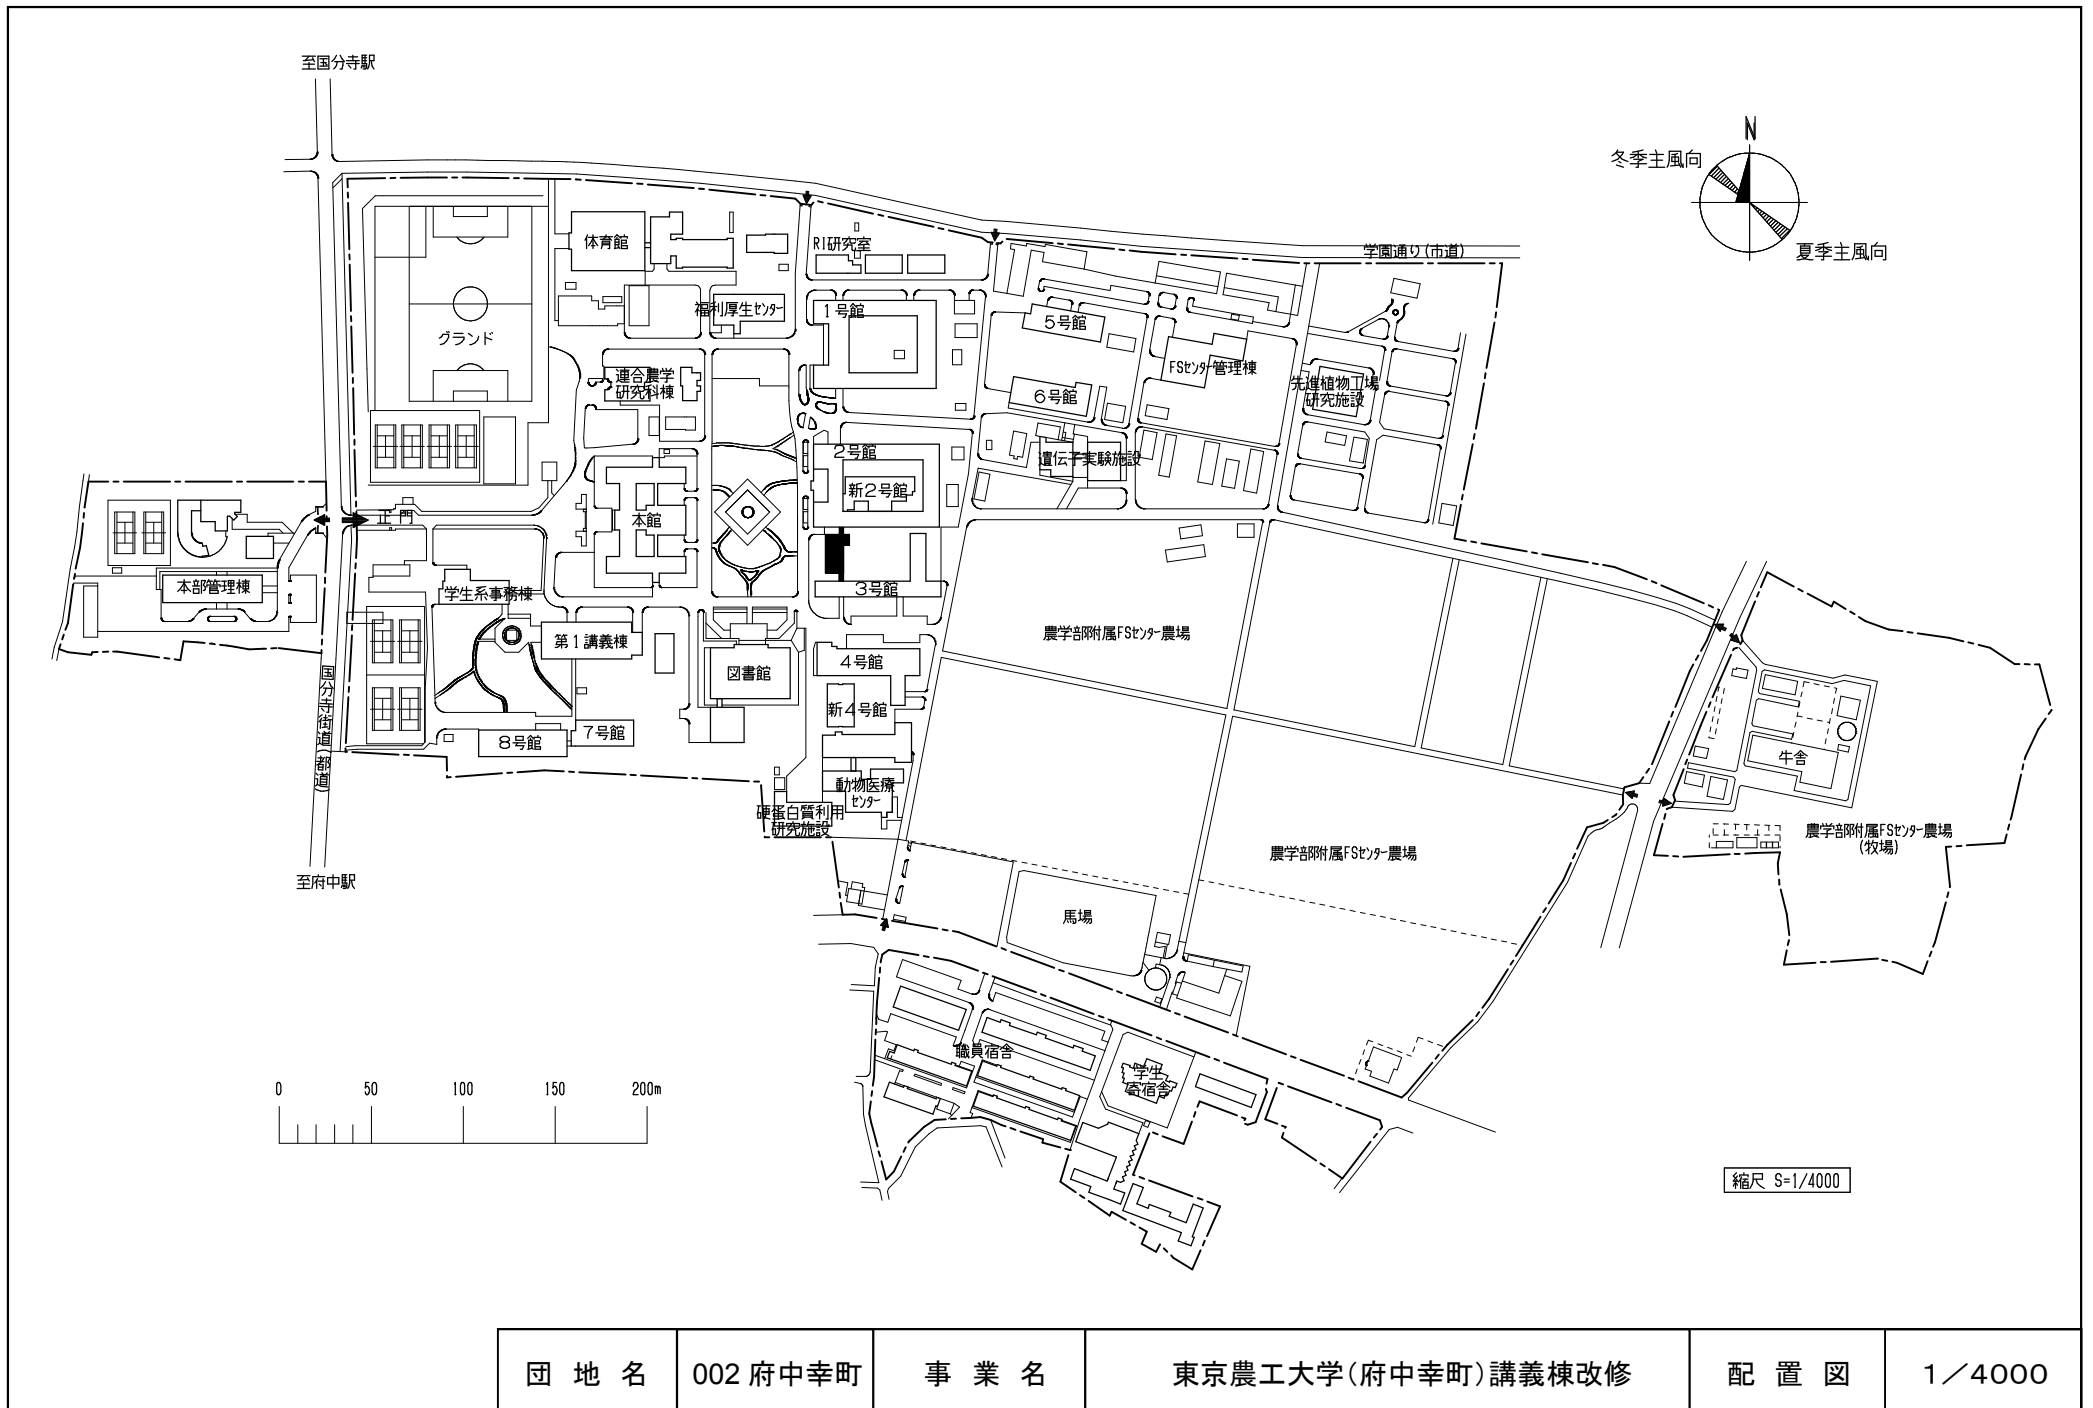 至国分寺駅
N
冬季主風向
夏季主風向
体育館
RI研究室
学園通り(市道)
福利厚生センター
1号館
5号館
グランド
FSセンター管理棟
連合農学
研究科棟
先進植物工場
研究施設
6号館
2号館
遺伝子実験施設
新2号館
正門
本館
本部管理棟
学生系事務棟
3号館
第1講義棟
農学部附属FSセンター農場
4号館
図書館
国分寺街道(都道)
新4号館
7号館
8号館
牛舎
動物医療
センター
硬蛋白質利用
研究施設
農学部附属FSセンター農場
(牧場)
農学部附属FSセンター農場
至府中駅
馬場
職員宿舎
学生
寄宿舎
0 50 100 150 200m
縮尺 S=1/4000
団地名 002 府中幸町 事業名 東京農工大学(府中幸町)講義棟改修 配置図 1/4000